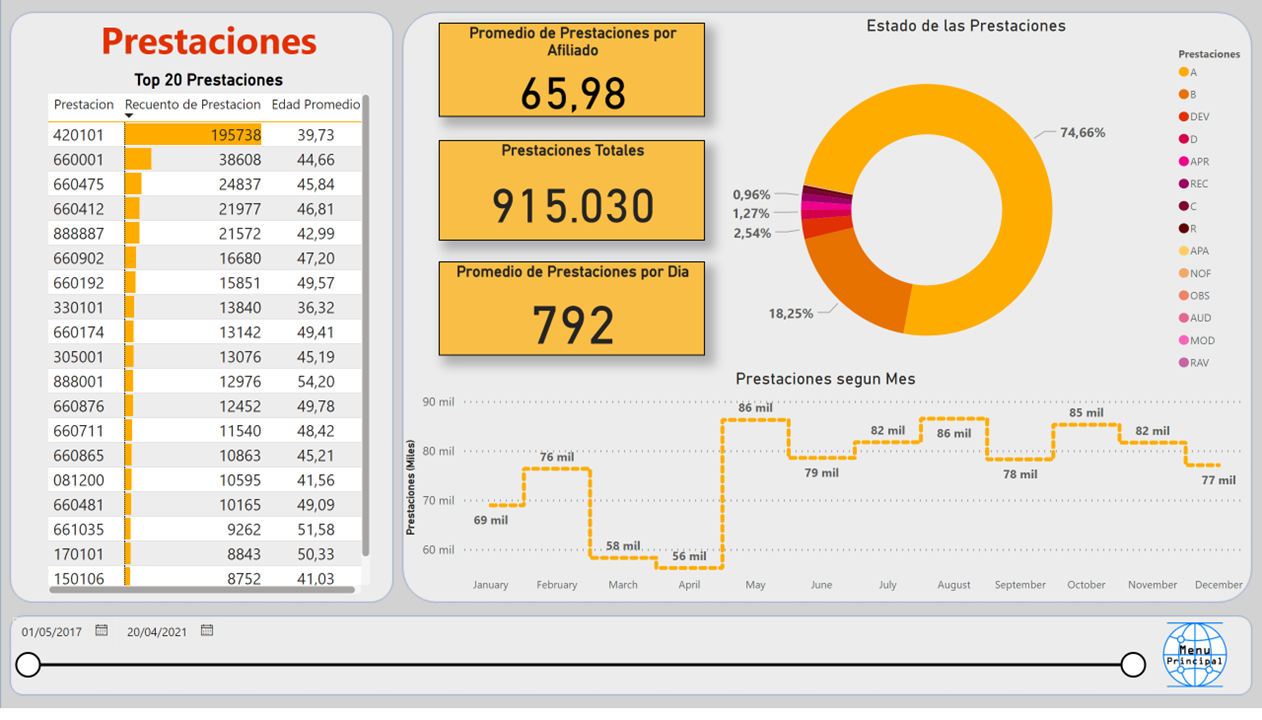 Prestaciones
Top 20 Prestaciones
Prestacion Recuento de Prestacion Edad Promedio
420101 195738 39,73
660001 38608 44,66
660475 24837 45,84
660412 21977 46,81
888887 21572 42,99
660902 16680 47,20
660192 15851 49,57
330101 13840 36,32
660174 13142 49,41
305001 13076 45,19
888001 12976 54,20
660876 12452 49,78
660711 11540 48,42
660865 10863 45,21
081200 10595 41,56
660481 10165 49,09
661035 9262 51,58
170101 8843 50,33
150106 8752 41,03
Promedio de Prestaciones por
Afiliado
65,98
Prestaciones Totales
915.030
Promedio de Prestaciones por Dia
792
Estado de las Prestaciones
74,66%
0,96%
1,27%
2,54%
18,25%
Prestaciones
A
B
DEV
D
APR
REC
C
R
APA
NOF
OBS
AUD
MOD
RAV
Prestaciones segun Mes
Prestaciones (Miles)
90 mil
80 mil
70 mil
60 mil
69 mil
76 mil
58 mil
56 mil
86 mil
79 mil
82 mil
86 mil
78 mil
85 mil
82 mil
77 mil
January February March April May June July August September October November December
01/05/2017 20/04/2021
Menu
Principal